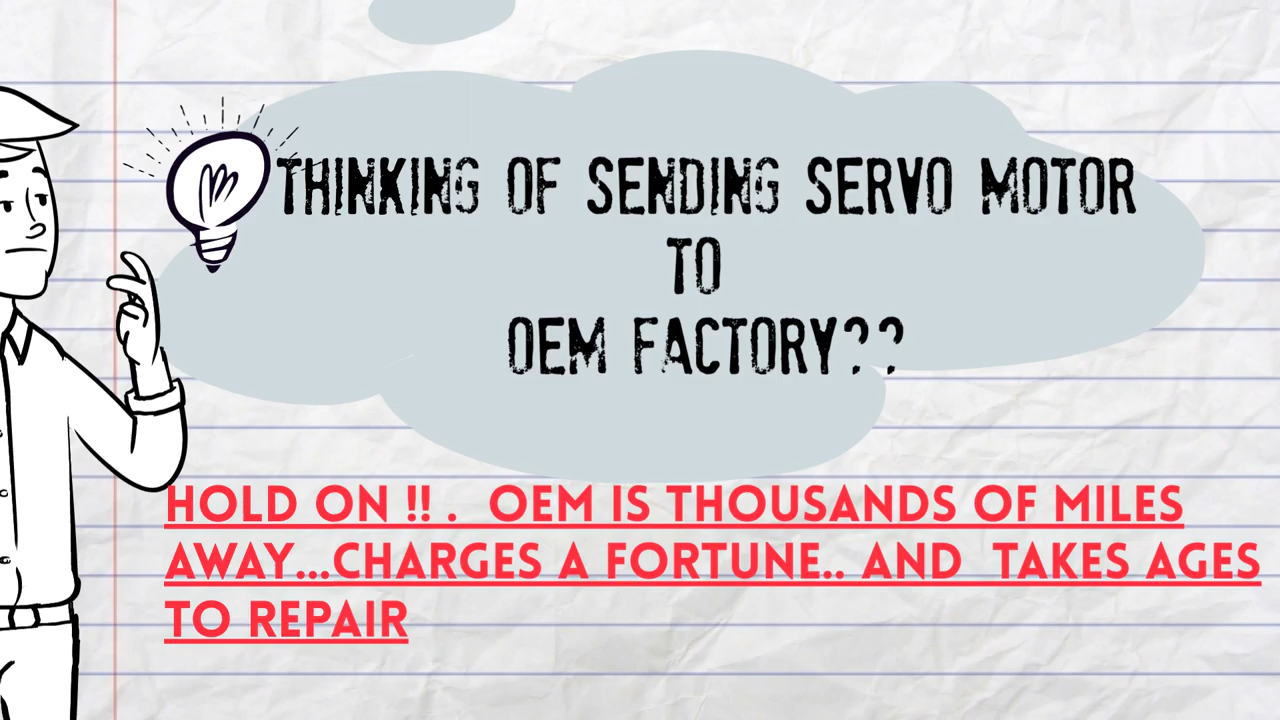 THINKING OF SENDING SERVO MOTOR
TO
OEM FACTORY??
HOLD ON !! .  OEM IS THOUSANDS OF MILES
AWAY...CHARGES A FORTUNE.. AND  TAKES AGES
TO REPAIR